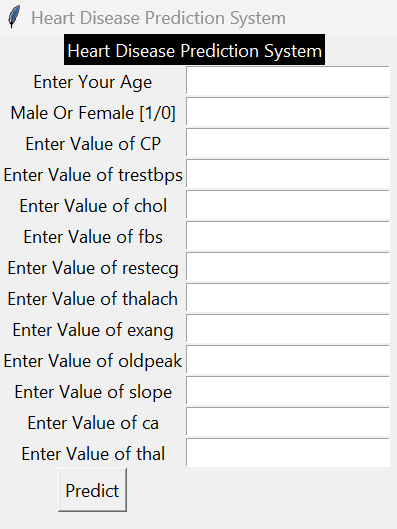 Heart Disease Prediction System
Heart Disease Prediction System
Enter Your Age
Male Or Female [1/0]
Enter Value of CP
Enter Value of trestbps
Enter Value of chol
Enter Value of fbs
Enter Value of restecg
Enter Value of thalach
Enter Value of exang
Enter Value of oldpeak
Enter Value of slope
Enter Value of ca
Enter Value of thal
Predict